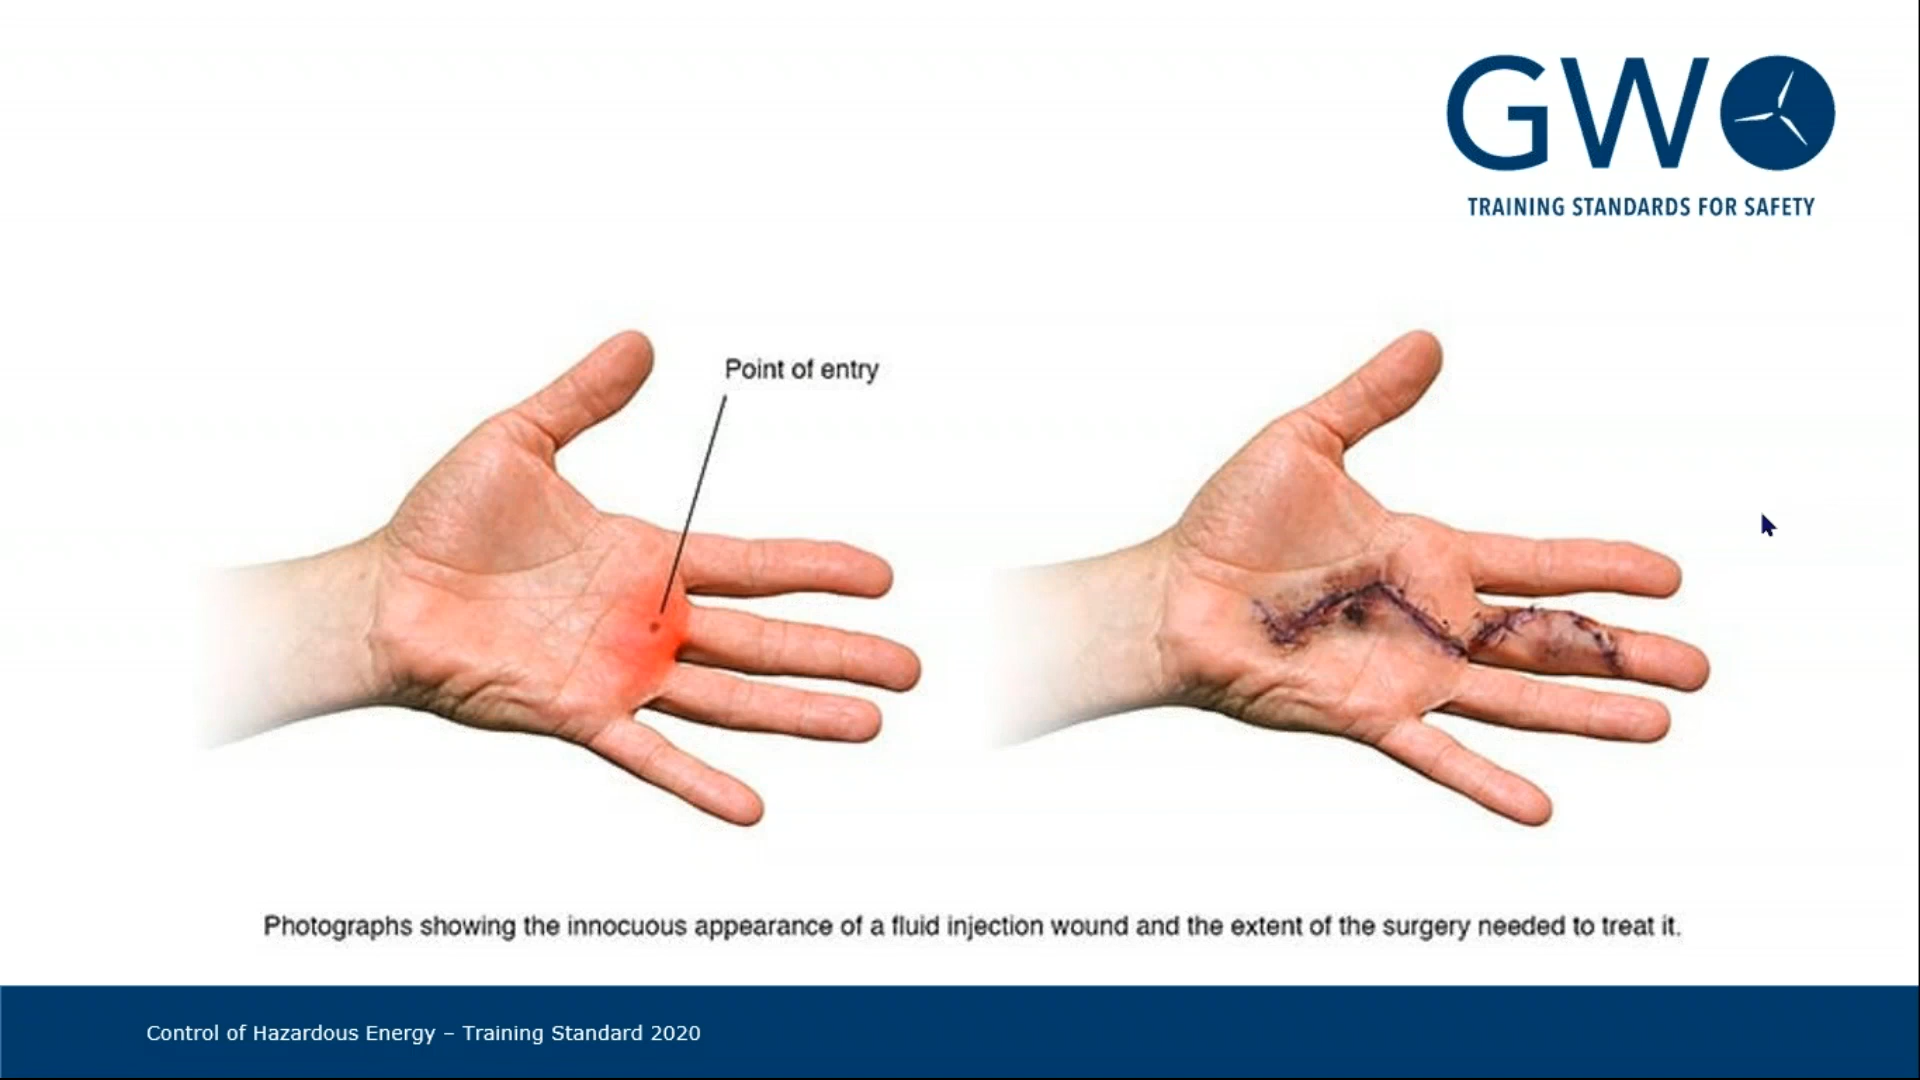 GWO
TRAINING STANDARDS FOR SAFETY
Point of entry
Photographs showing the innocuous appearance of a fluid injection wound and the extent of the surgery needed to treat it.
Control of Hazardous Energy – Training Standard 2020